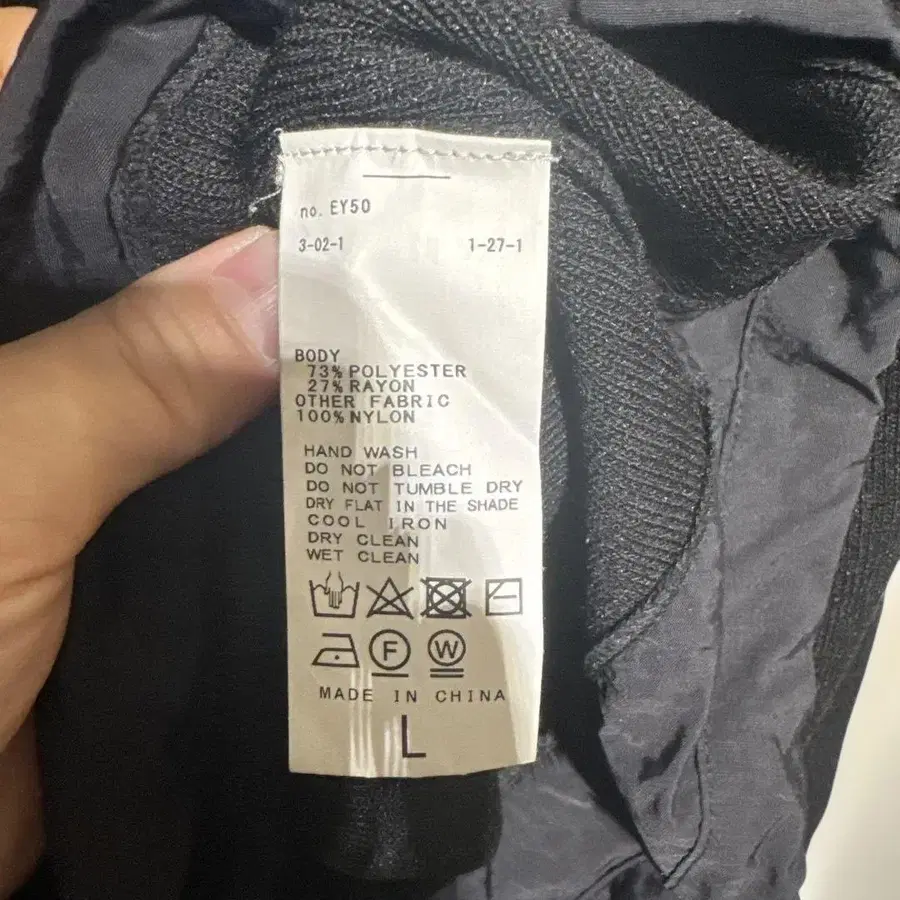 no. EY50
3-02-1 1-27-1
BODY
73% POLYESTER
27% RAYON
OTHER FABRIC
100% NYLON
HAND WASH
DO NOT BLEACH
DO NOT TUMBLE DRY
DRY FLAT IN THE SHADE
COOL IRON
DRY CLEAN
WET CLEAN
F W
MADE IN CHINA
L